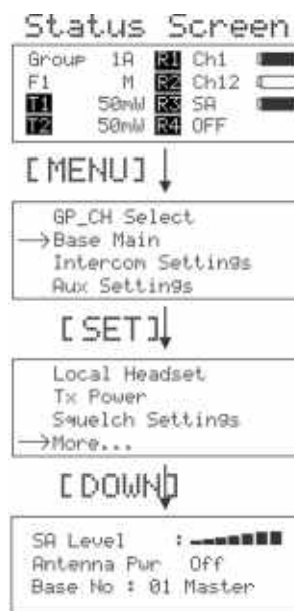 Status Screen
Group 1A R1 Ch1
F1 M R2 Ch12
T1 50mW R3 SA
T2 50mW R4 OFF
[MENU]
GP_CH Select
Base Main
Intercom Settings
Aux Settings
[SET]
Local Headset
Tx Power
Squelch Settings
More...
[DOWN]
SA Level :
Antenna Pwr Off
Base No : 01 Master